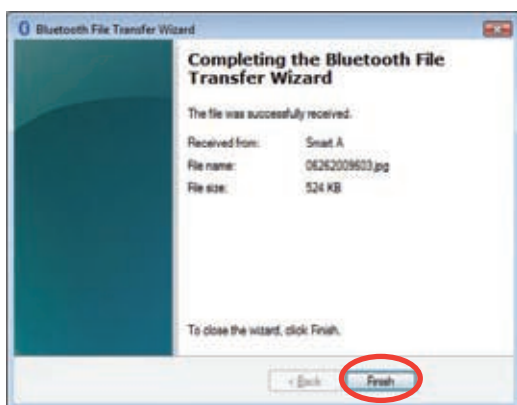 Bluetooth File Transfer Wizard
Completing the Bluetooth File
Transfer Wizard
The file was successfully received.
Received from: Smart A
File name: 06262009603.jpg
File size: 524 KB
To close the wizard, click Finish.
< Back Finish